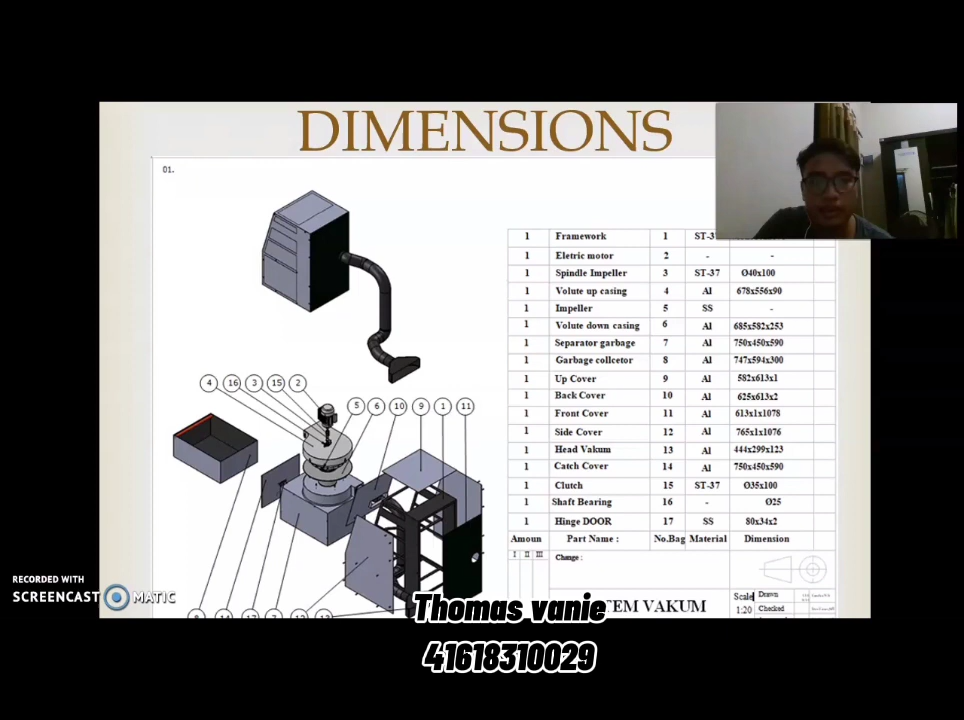 DIMENSIONS
01.
1 Framework 1 ST-37
1 Eletric motor 2 - -
1 Spindle Impeller 3 ST-37 Ø40x100
1 Volute up casing 4 Al 678x556x90
1 Impeller 5 SS -
1 Volute down casing 6 Al 685x582x253
1 Separator garbage 7 Al 750x450x590
1 Garbage collcetor 8 Al 747x594x300
1 Up Cover 9 Al 582x613x1
1 Back Cover 10 Al 625x613x2
1 Front Cover 11 Al 613x1x1078
1 Side Cover 12 Al 765x1x1076
1 Head Vakum 13 Al 444x299x123
1 Catch Cover 14 Al 750x450x590
1 Clutch 15 ST-37 Ø35x100
1 Shaft Bearing 16 - Ø25
1 Hinge DOOR 17 SS 80x34x2
Amoun Part Name : No.Bag Material Dimension
I II III Change :
4 16 3 15 2
5 6 10 9 1 11
TEM VAKUM
Scale Drawn
1:20 Checked
RECORDED WITH
SCREENCAST MATIC
Thomas vanie
41618310029